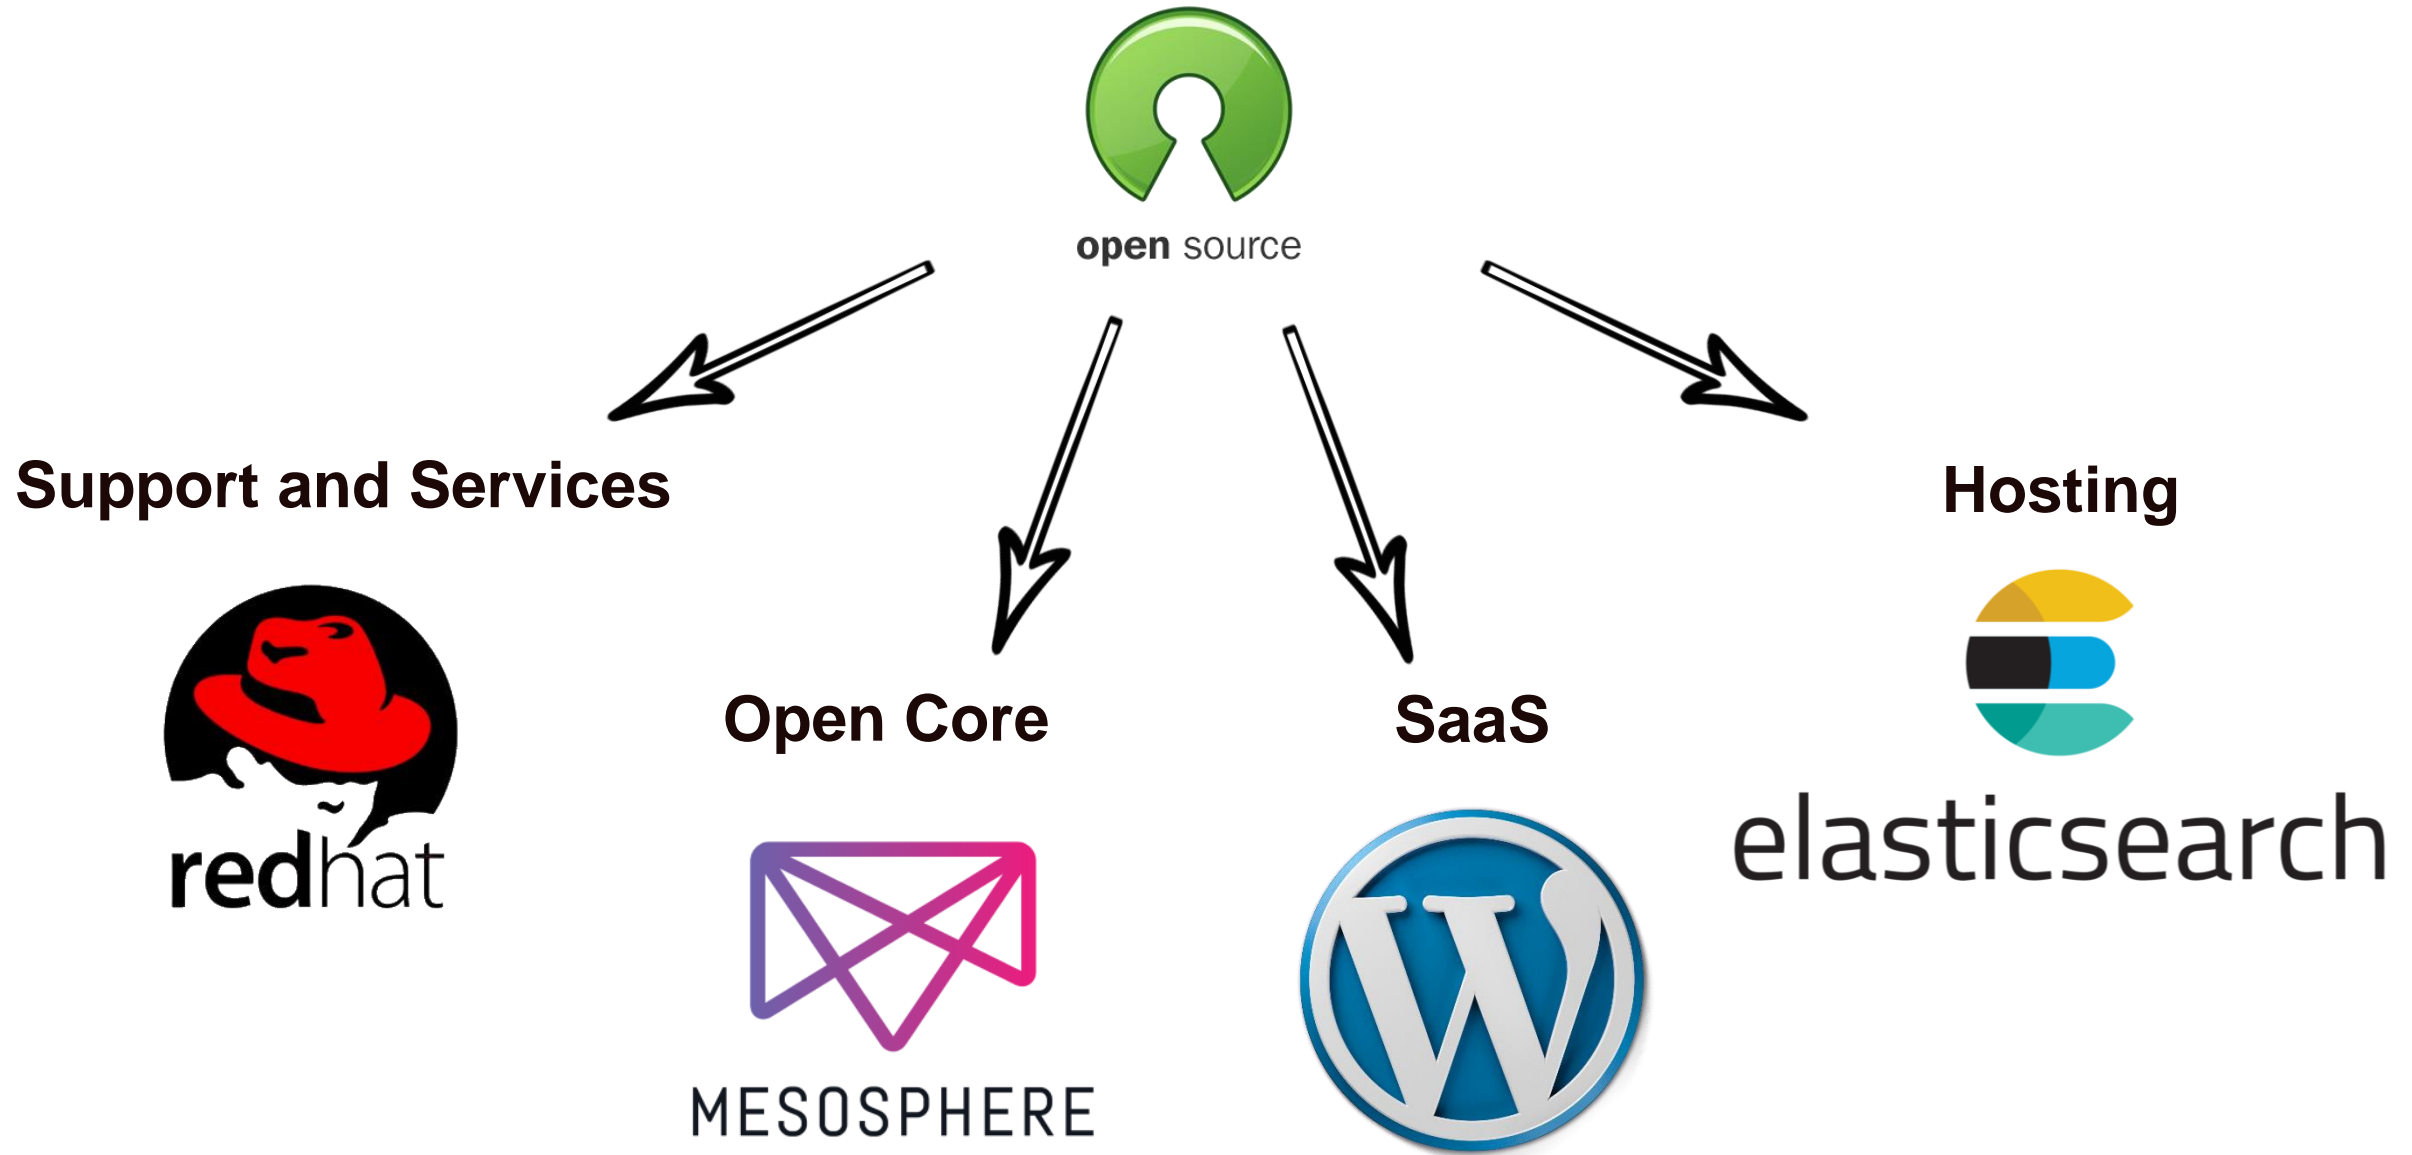 open source
Support and Services
Hosting
Open Core
SaaS
redhat
elasticsearch
W
MESOSPHERE